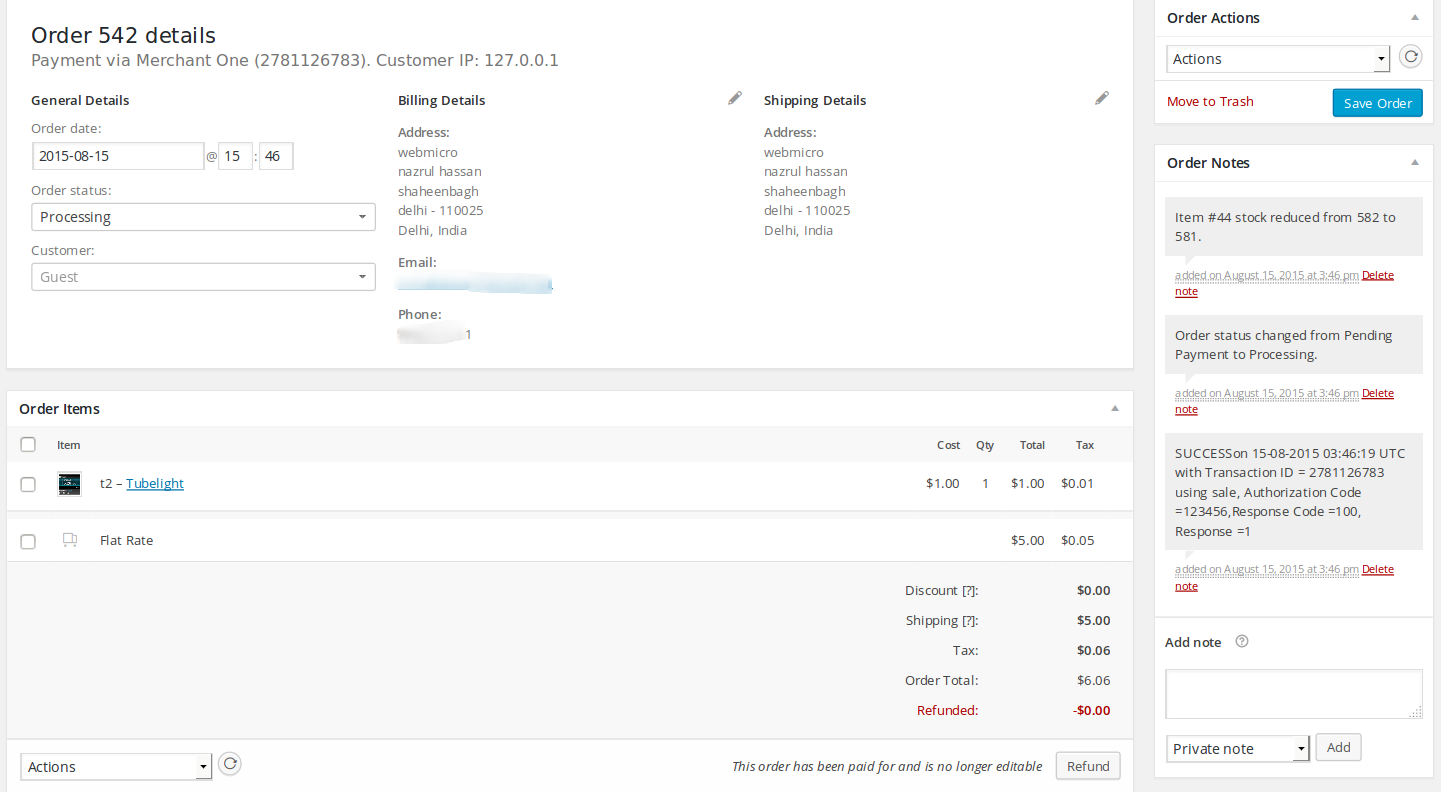 Order 542 details
Payment via Merchant One (2781126783). Customer IP: 127.0.0.1
General Details
Order date:
2015-08-15 @ 15 : 46
Order status:
Processing
Customer:
Guest
Billing Details
Address:
webmicro
nazrul hassan
shaheenbagh
delhi - 110025
Delhi, India
Email:
Phone:
1
Shipping Details
Address:
webmicro
nazrul hassan
shaheenbagh
delhi - 110025
Delhi, India
Order Items
Item Cost Qty Total Tax
t2 – Tubelight $1.00 1 $1.00 $0.01
Flat Rate $5.00 $0.05
Discount [?]: $0.00
Shipping [?]: $5.00
Tax: $0.06
Order Total: $6.06
Refunded: -$0.00
Actions This order has been paid for and is no longer editable Refund
Order Actions
Actions
Move to Trash Save Order
Order Notes
Item #44 stock reduced from 582 to
581.
added on August 15, 2015 at 3:46 pm Delete
note
Order status changed from Pending
Payment to Processing.
added on August 15, 2015 at 3:46 pm Delete
note
SUCCESSon 15-08-2015 03:46:19 UTC
with Transaction ID = 2781126783
using sale, Authorization Code
=123456,Response Code =100,
Response =1
added on August 15, 2015 at 3:46 pm Delete
note
Add note ?
Private note Add